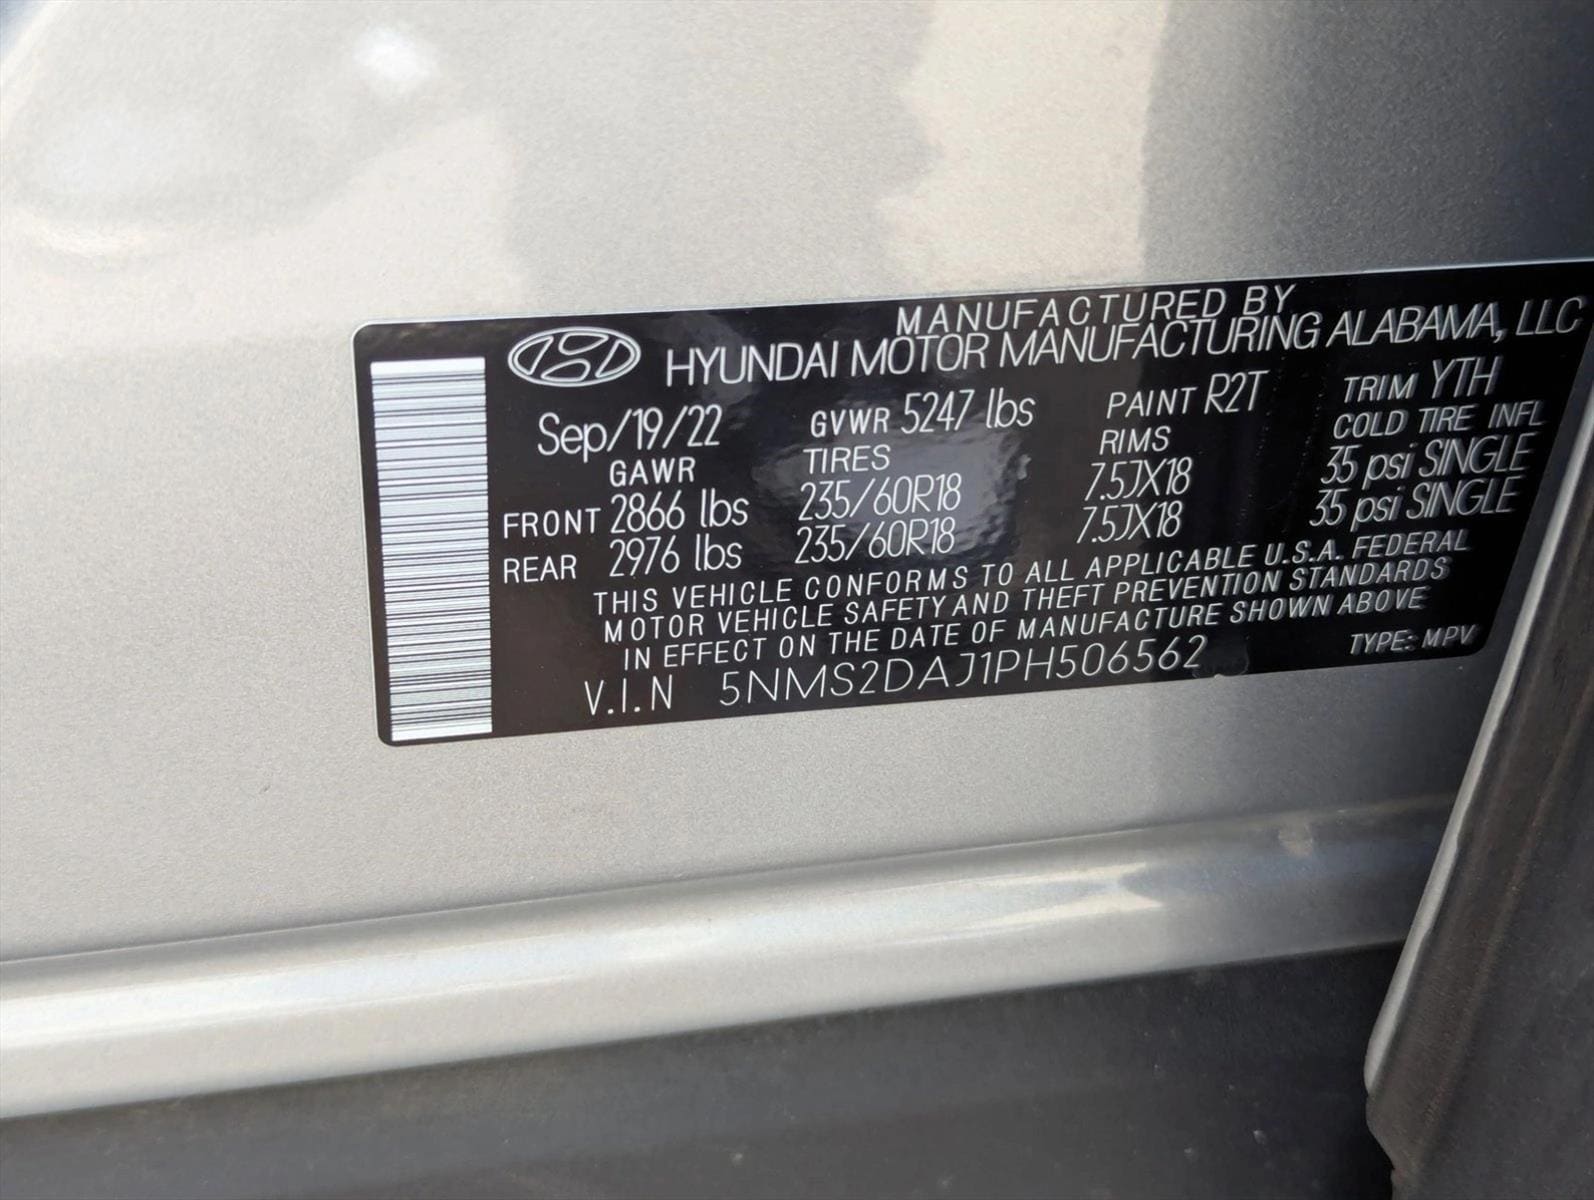 MANUFACTURED BY
HYUNDAI MOTOR MANUFACTURING ALABAMA, LLC
Sep/19/22 GVWR 5247 lbs PAINT R2T TRIM YTH
GAWR TIRES RIMS COLD TIRE INFL
FRONT 2866 lbs 235/60R18 7.5JX18 35 psi SINGLE
REAR 2976 lbs 235/60R18 7.5JX18 35 psi SINGLE
THIS VEHICLE CONFORMS TO ALL APPLICABLE U.S.A. FEDERAL
MOTOR VEHICLE SAFETY AND THEFT PREVENTION STANDARDS
IN EFFECT ON THE DATE OF MANUFACTURE SHOWN ABOVE
V.I.N 5NMS2DAJ1PH506562 TYPE: MPV